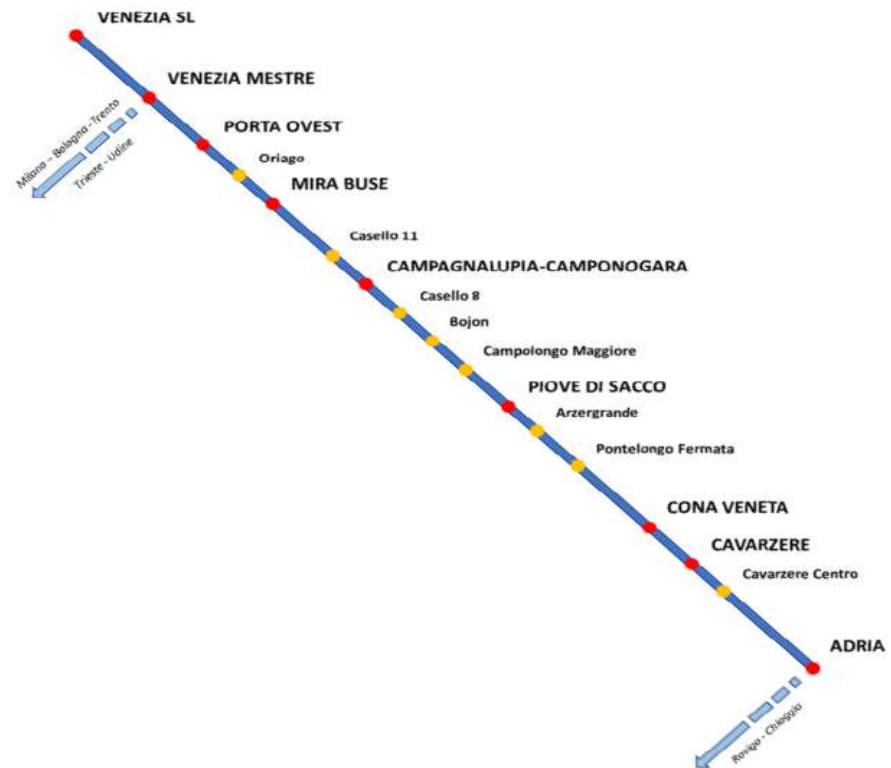 VENEZIA SL
VENEZIA MESTRE
Milano – Bologna - Trento
Trieste - Udine
PORTA OVEST
Oriago
MIRA BUSE
Casello 11
CAMPAGNALUPIA-CAMPONOGARA
Casello 8
Bojon
Campolongo Maggiore
PIOVE DI SACCO
Arzergrande
Pontelongo Fermata
CONA VENETA
CAVARZERE
Cavarzere Centro
ADRIA
Rovigo - Chioggia